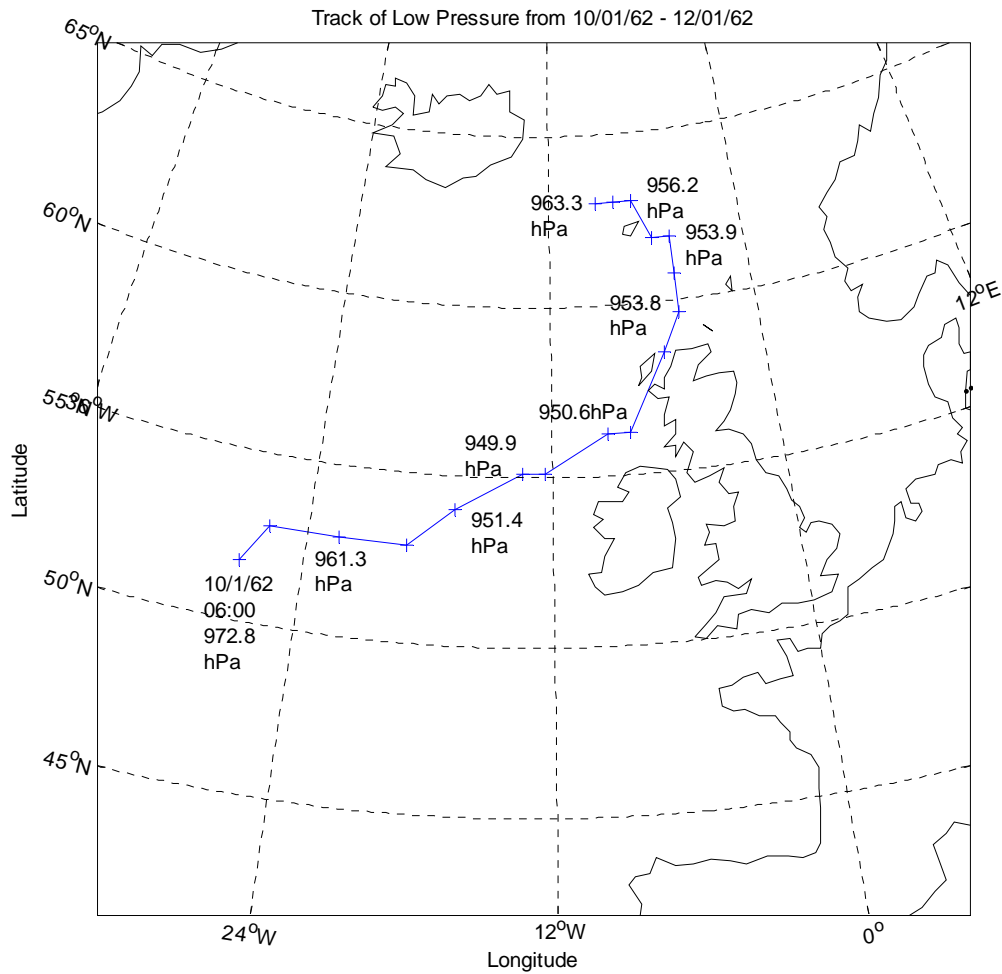 Track of Low Pressure from 10/01/62 - 12/01/62
65°N
60°N
55°N
36°W
50°N
45°N
12°E
963.3
hPa
956.2
hPa
953.9
hPa
953.8
hPa
950.6hPa
949.9
hPa
951.4
hPa
961.3
hPa
10/1/62
06:00
972.8
hPa
Latitude
24°W
12°W
0°
Longitude